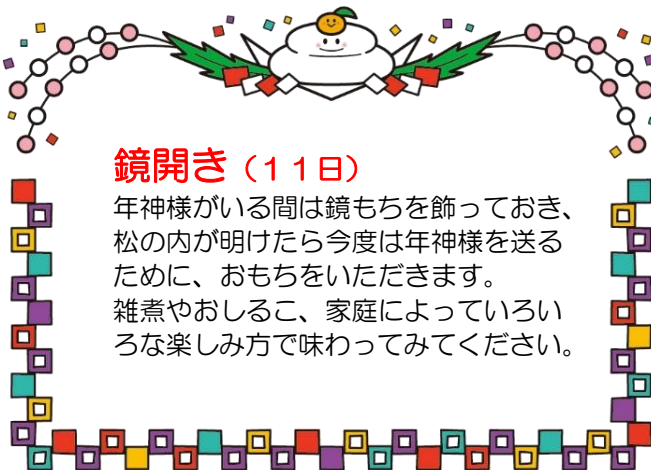 鏡開き（１１日）
年神様がいる間は鏡もちを飾っておき、
松の内が明けたら今度は年神様を送る
ために、おもちをいただきます。
雑煮やおしるこ、家庭によっていろい
ろな楽しみ方で味わってみてください。